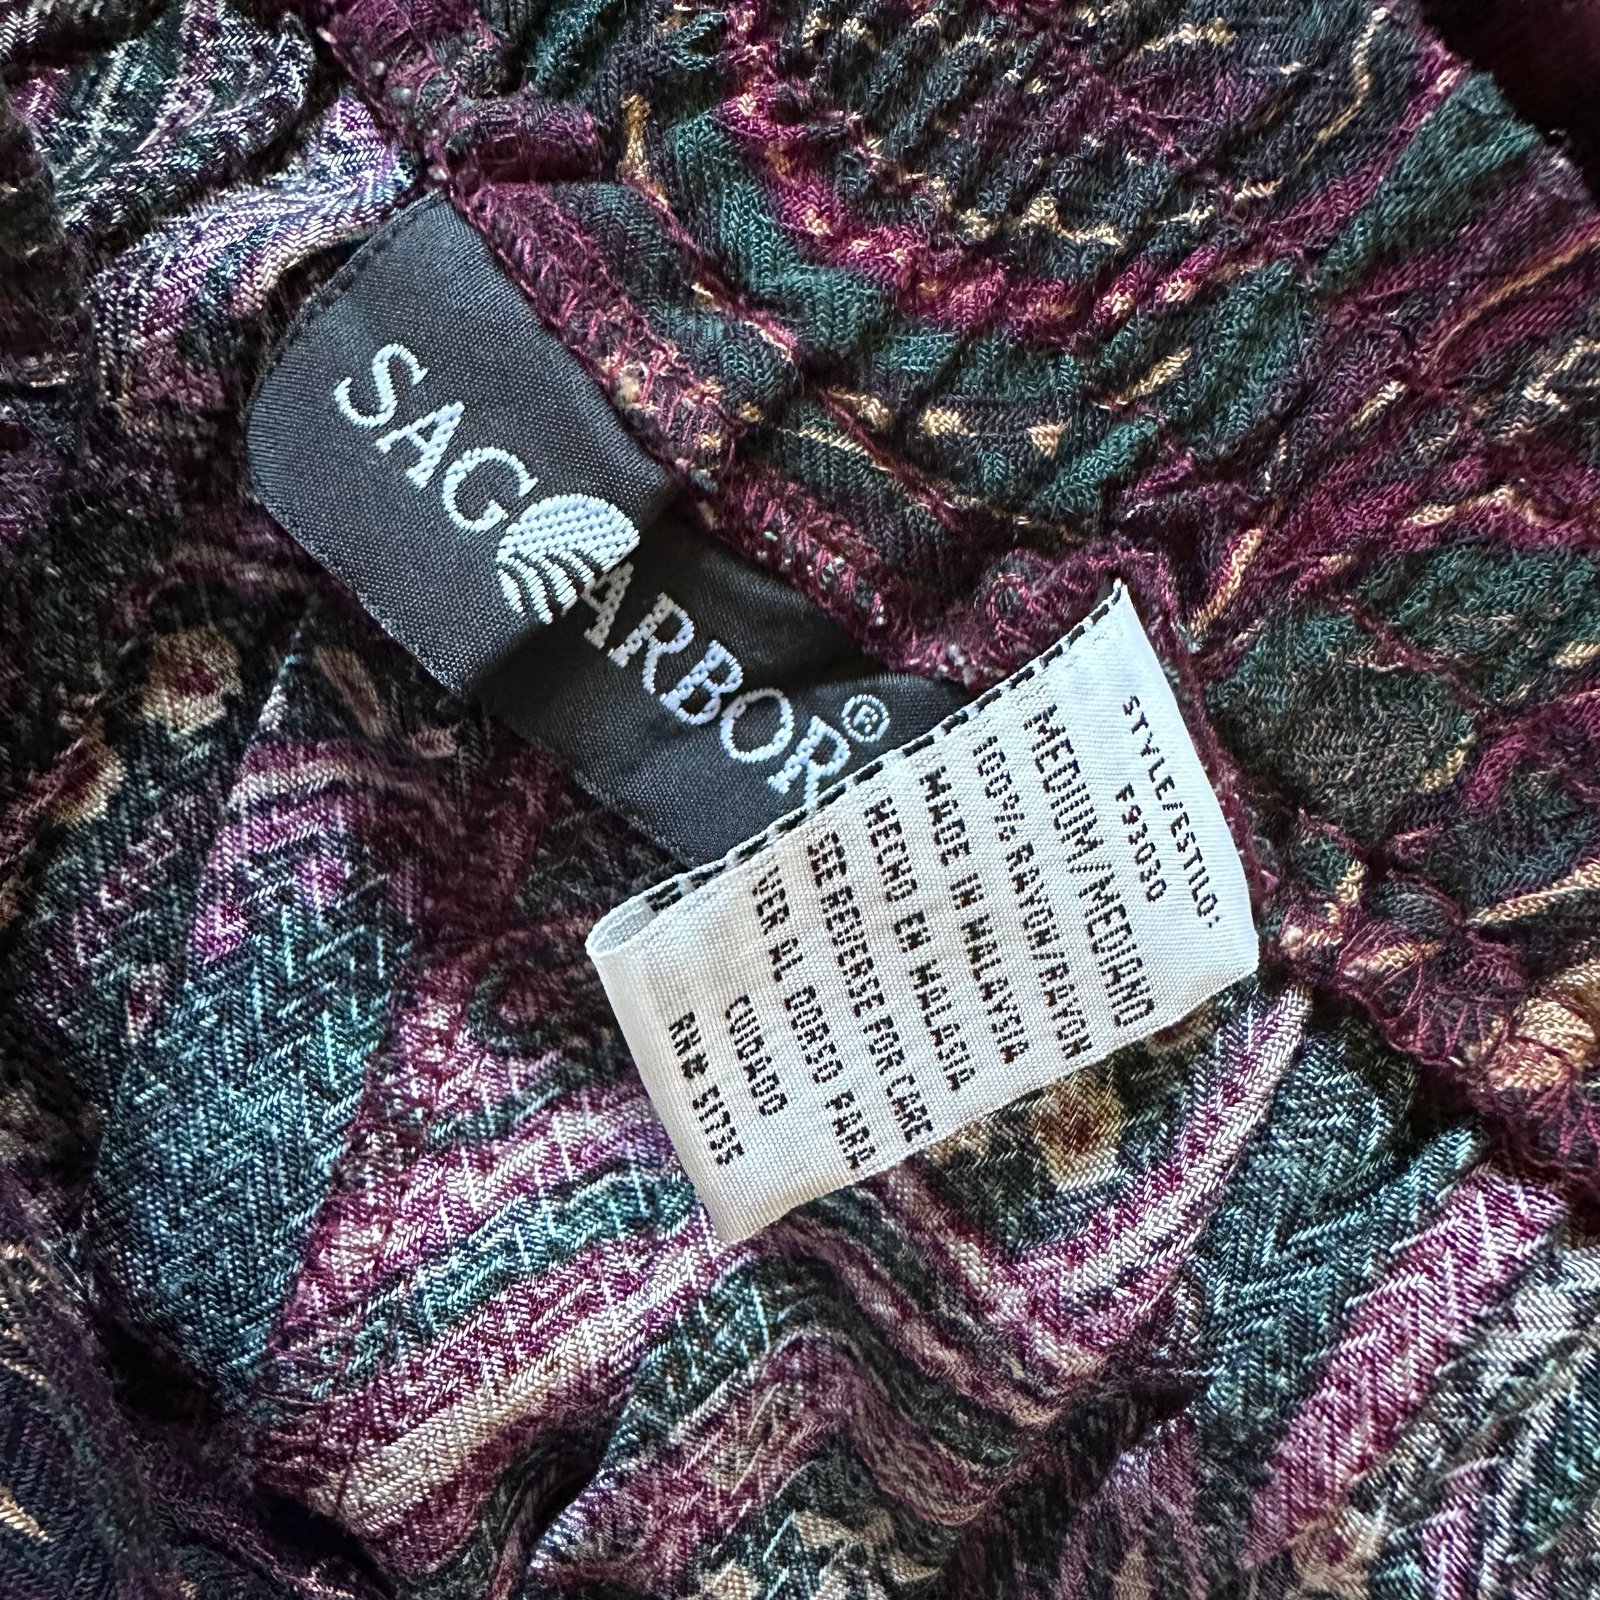 SAG ARBOR®
STYLE/ESTILO:
F93030
MEDIUM/MEDIANO
100% RAYON/RAYON
MADE IN MALAYSIA
HECHO EN MALASIA
SEE REVERSE FOR CARE
VER AL DORSO PARA
CUIDADO
RN# 51735